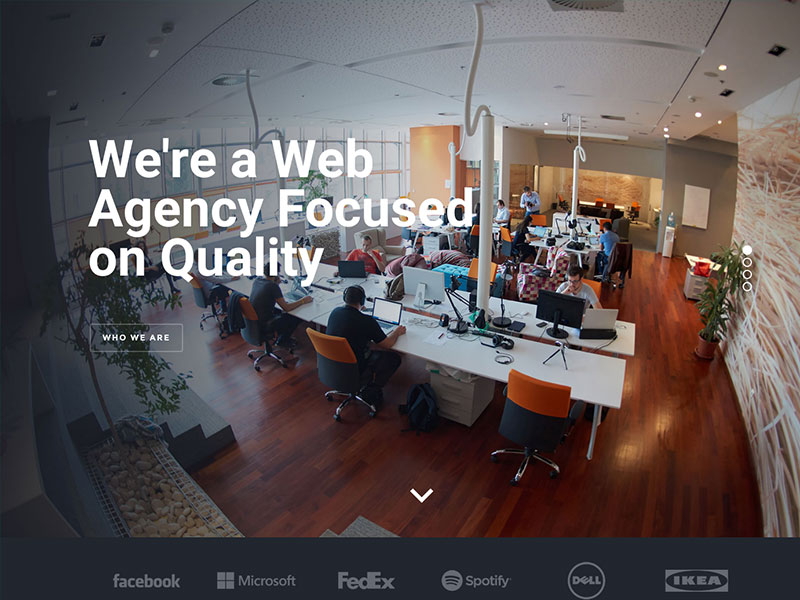 We're a Web
Agency Focused
on Quality
WHO WE ARE
facebook
Microsoft
FedEx
Spotify
DELL
IKEA